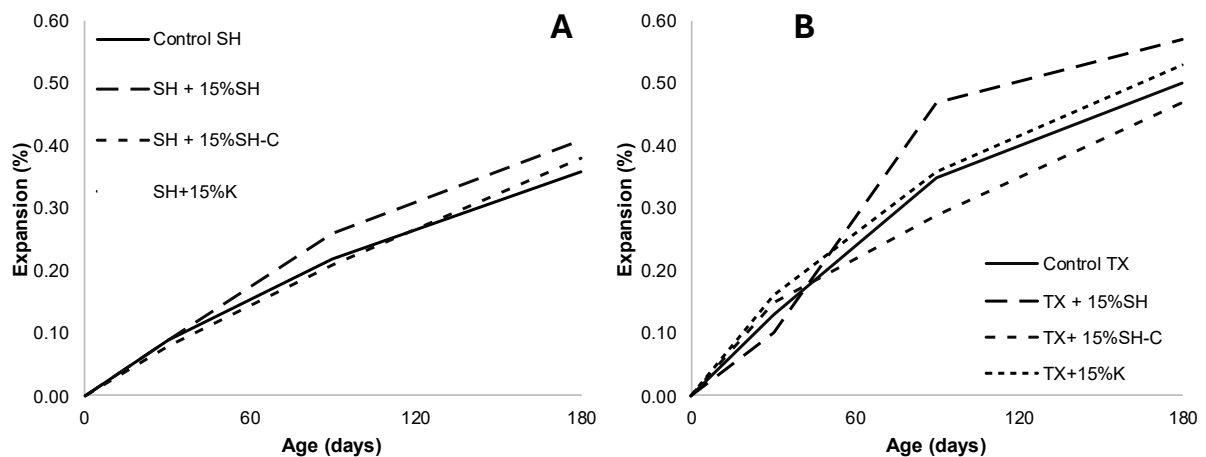 A
Control SH
SH + 15%SH
SH + 15%SH-C
SH+15%K
Expansion (%)
0.60
0.50
0.40
0.30
0.20
0.10
0.00
0
60
120
180
Age (days)
B
Expansion (%)
0.60
0.50
0.40
0.30
0.20
0.10
0.00
Control TX
TX + 15%SH
TX+ 15%SH-C
TX+15%K
0
60
120
180
Age (days)